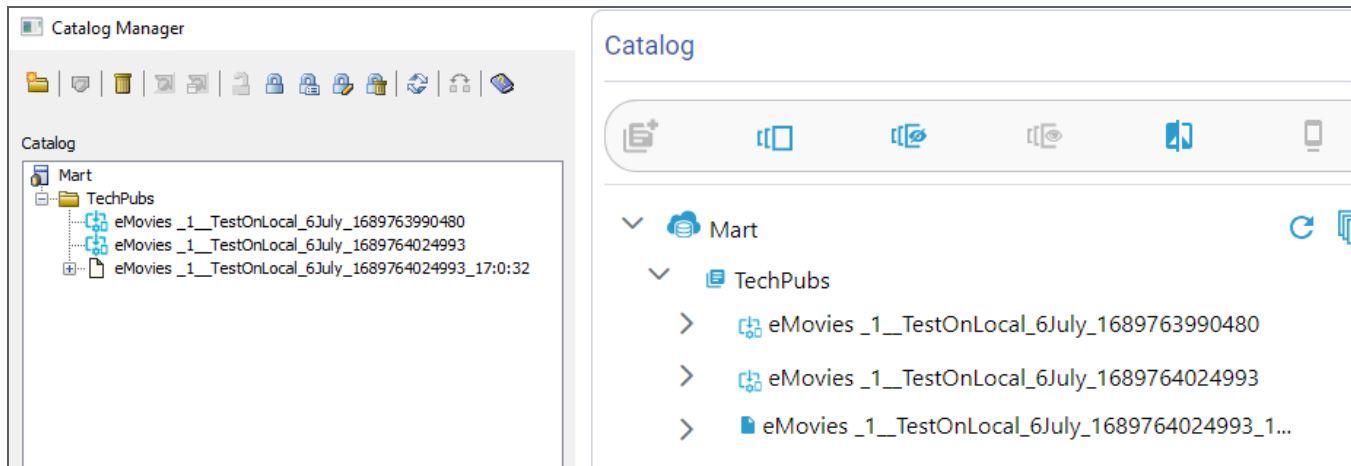 Catalog Manager
Catalog
Mart
TechPubs
eMovies _1__TestOnLocal_6July_1689763990480
eMovies _1__TestOnLocal_6July_1689764024993
eMovies _1__TestOnLocal_6July_1689764024993_17:0:32
Catalog
Mart
TechPubs
eMovies _1__TestOnLocal_6July_1689763990480
eMovies _1__TestOnLocal_6July_1689764024993
eMovies _1__TestOnLocal_6July_1689764024993_1...